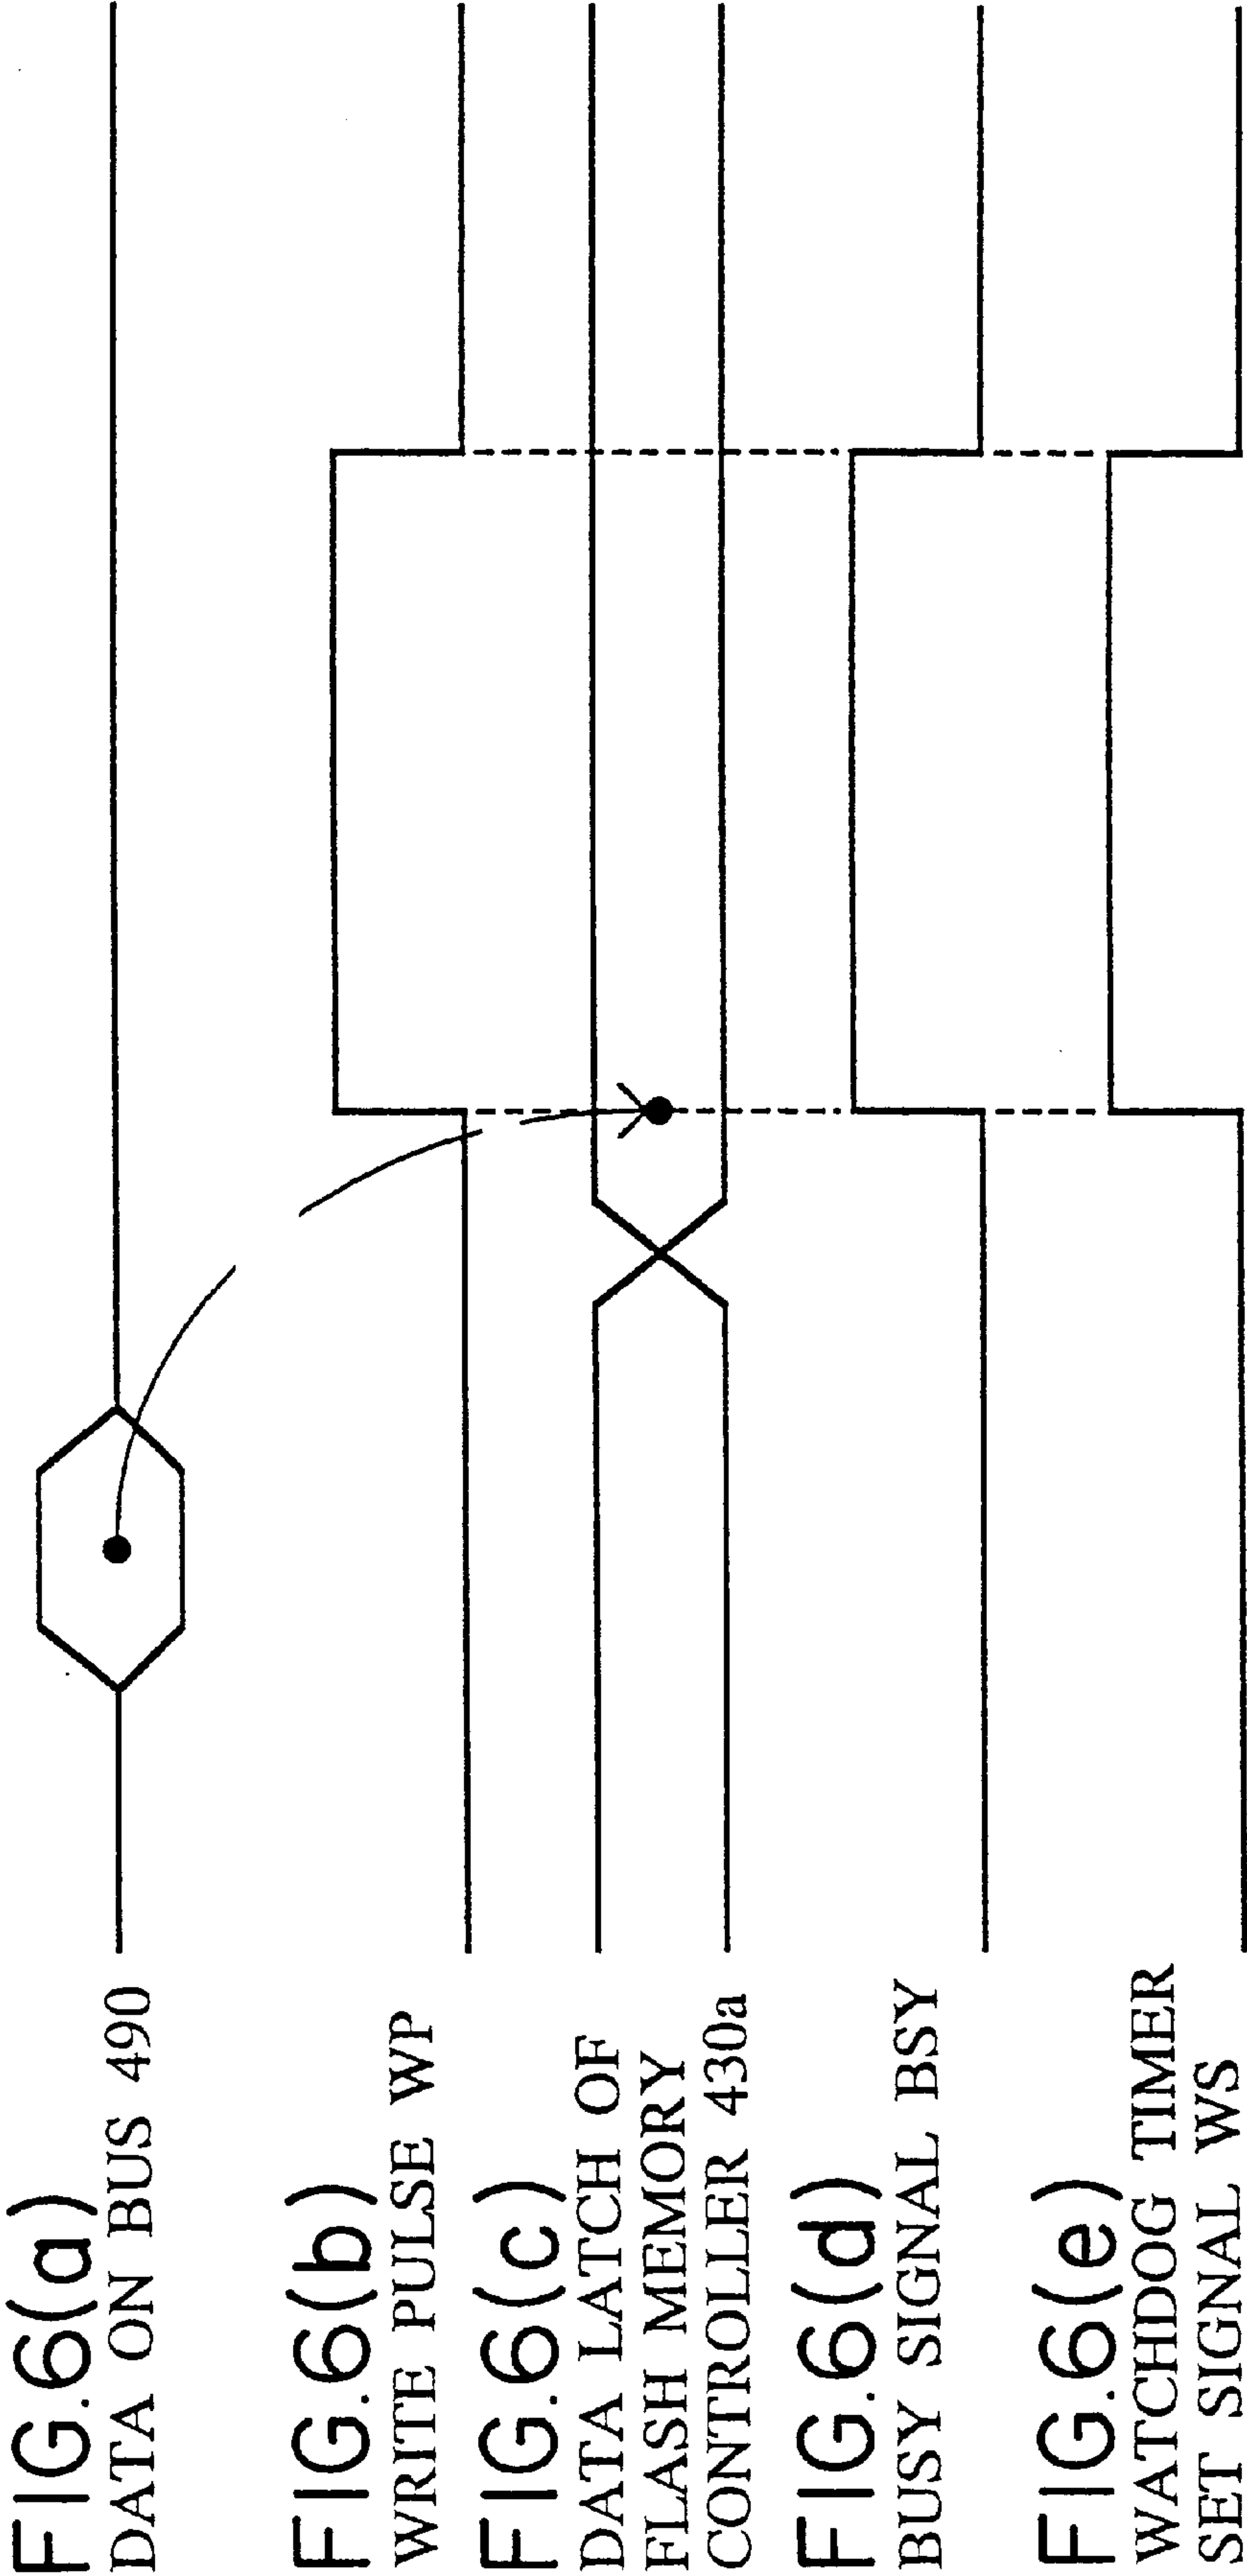 FIG.6(a)
DATA ON BUS 490
FIG.6(b)
WRITE PULSE WP
FIG.6(c)
DATA LATCH OF
FLASH MEMORY
CONTROLLER 430a
FIG.6(d)
BUSY SIGNAL BSY
FIG.6(e)
WATCHDOG TIMER
SET SIGNAL WS